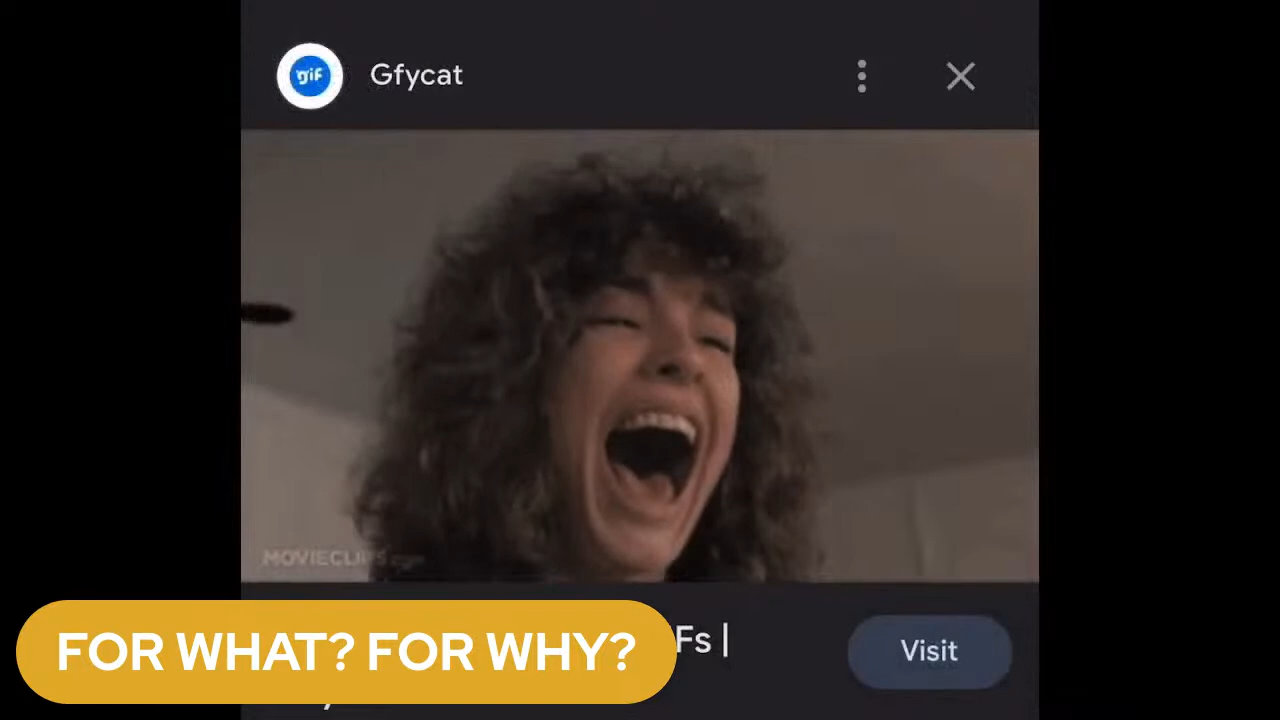 gif
Gfycat
MOVIECLIPS
FOR WHAT? FOR WHY?
Fs |
Visit